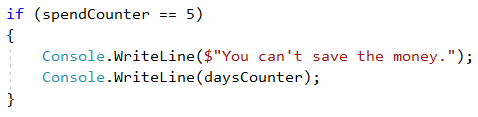 if (spendCounter == 5)
{
    Console.WriteLine($"You can't save the money.");
    Console.WriteLine(daysCounter);
}